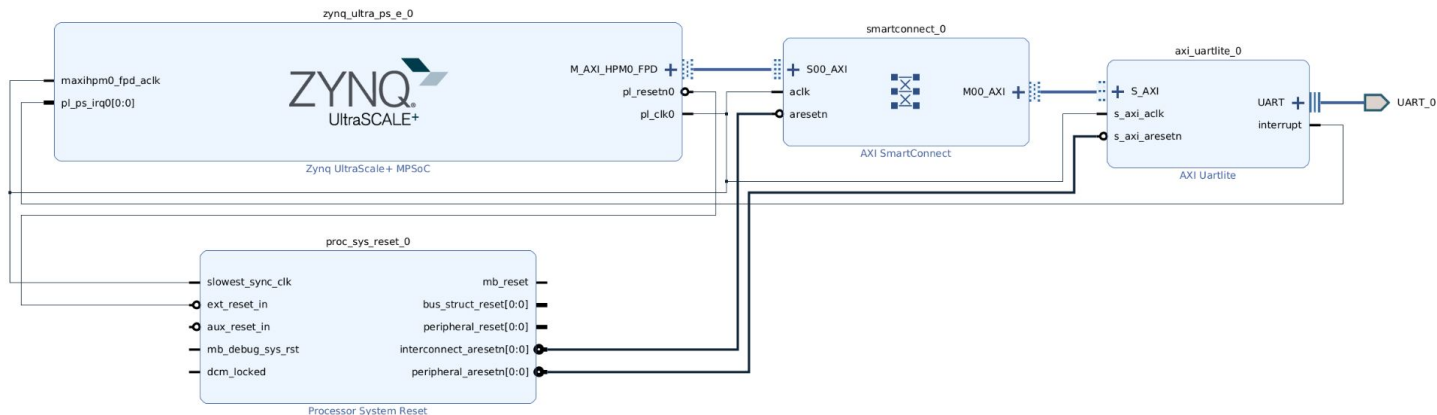 zynq_ultra_ps_e_0
maxihpm0_fpd_aclk
pl_ps_irq0[0:0]
ZYNQ
UltraSCALE+
M_AXI_HPM0_FPD
pl_resetn0
pl_clk0
Zynq UltraScale+ MPSoC
smartconnect_0
S00_AXI
aclk
aresetn
M00_AXI
AXI SmartConnect
axi_uartlite_0
S_AXI
s_axi_aclk
s_axi_aresetn
UART
interrupt
AXI Uartlite
UART_0
proc_sys_reset_0
slowest_sync_clk
ext_reset_in
aux_reset_in
mb_debug_sys_rst
dcm_locked
mb_reset
bus_struct_reset[0:0]
peripheral_reset[0:0]
interconnect_aresetn[0:0]
peripheral_aresetn[0:0]
Processor System Reset